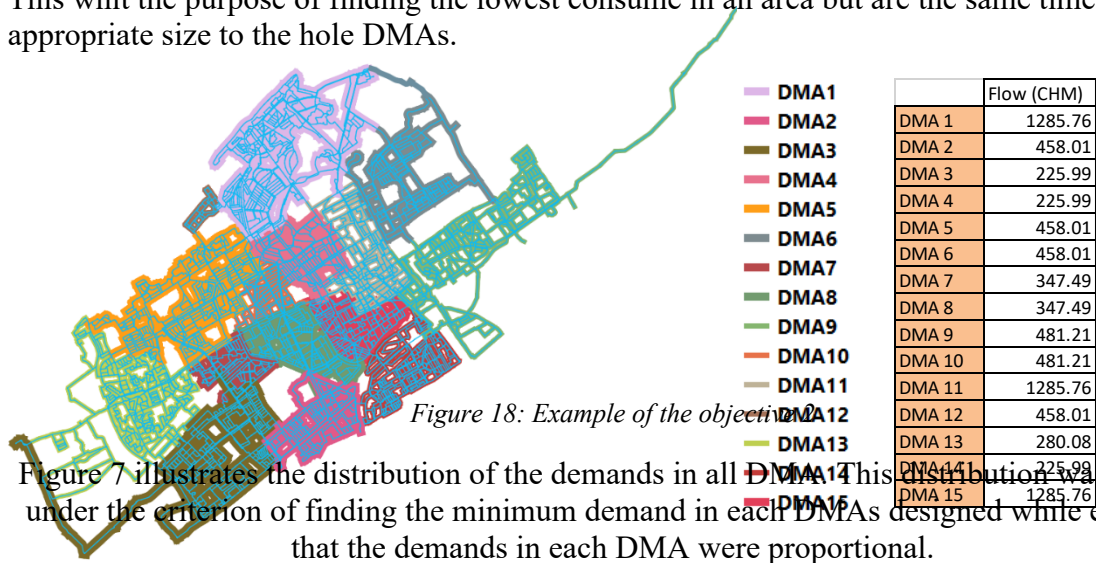 This whit the purpose of finding the lowest consume in an area but are the same time
appropriate size to the hole DMAs.
DMA1
DMA2
DMA3
DMA4
DMA5
DMA6
DMA7
DMA8
DMA9
DMA10
DMA11
DMA12
DMA13
DMA14
DMA15
Flow (CHM)
DMA 1 1285.76
DMA 2 458.01
DMA 3 225.99
DMA 4 225.99
DMA 5 458.01
DMA 6 458.01
DMA 7 347.49
DMA 8 347.49
DMA 9 481.21
DMA 10 481.21
DMA 11 1285.76
DMA 12 458.01
DMA 13 280.08
DMA 14 225.99
DMA 15 1285.76
Figure 18: Example of the objective 2
Figure 7 illustrates the distribution of the demands in all DMA. This distribution wa
under the criterion of finding the minimum demand in each DMAs designed while e
that the demands in each DMA were proportional.